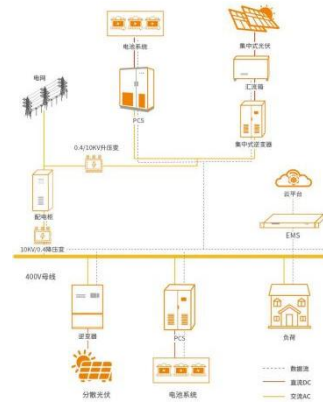 电池系统
集中式光伏
电网
汇流箱
PCS
集中式逆变器
0.4/10KV升压变
云平台
配电柜
EMS
10KV/0.4降压变
400V母线
逆变器
PCS
负荷
分散光伏
电池系统
数据流
直流DC
交流AC